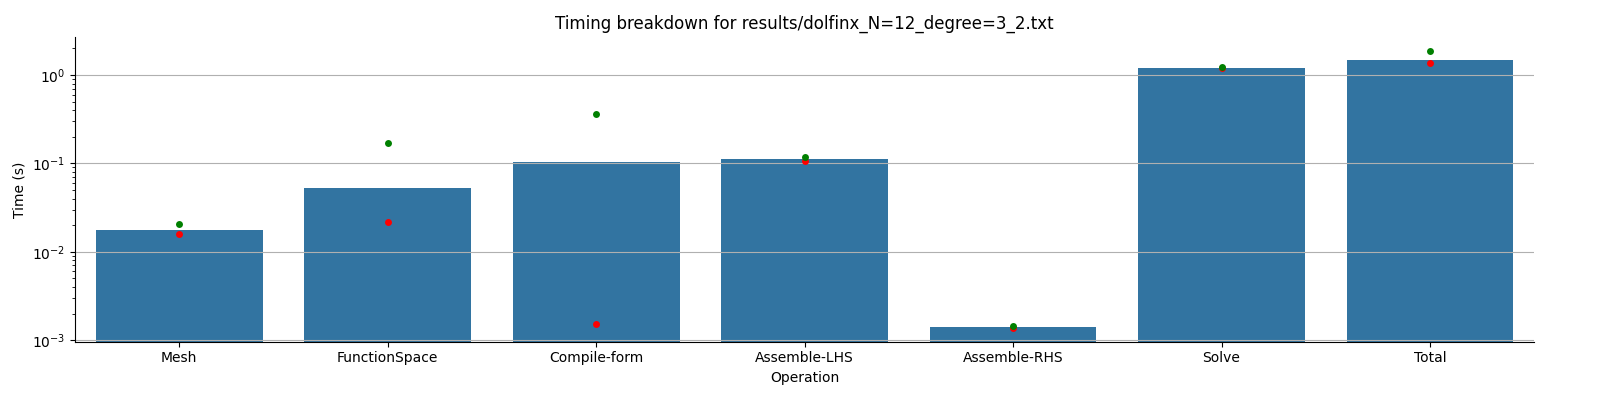 Timing breakdown for results/dolfinx_N=12_degree=3_2.txt
Time (s)
10⁰
10⁻¹
10⁻²
10⁻³
Mesh FunctionSpace Compile-form Assemble-LHS Assemble-RHS Solve Total
Operation